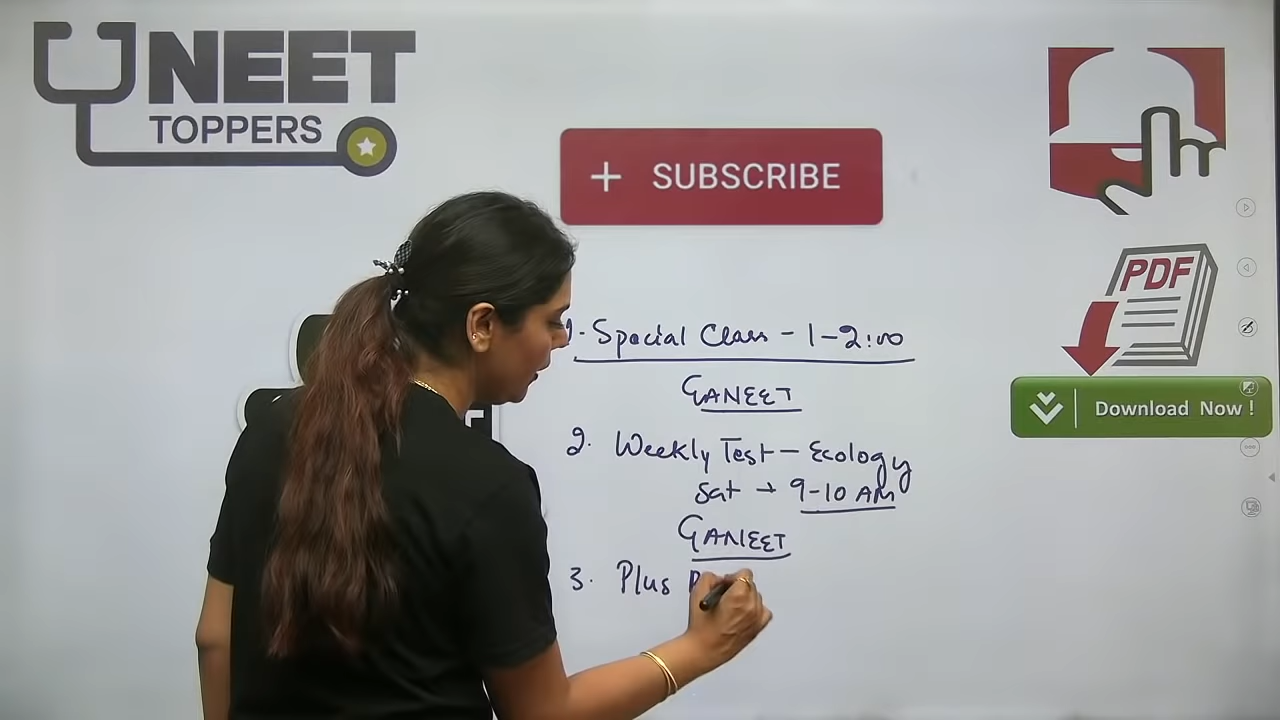 NEET
TOPPERS
+ SUBSCRIBE
PDF
Download Now !
1. Special Class - 1-2:00
GANEET
2. Weekly Test - Ecology
Sat → 9-10 AM
GANEET
3. Plus